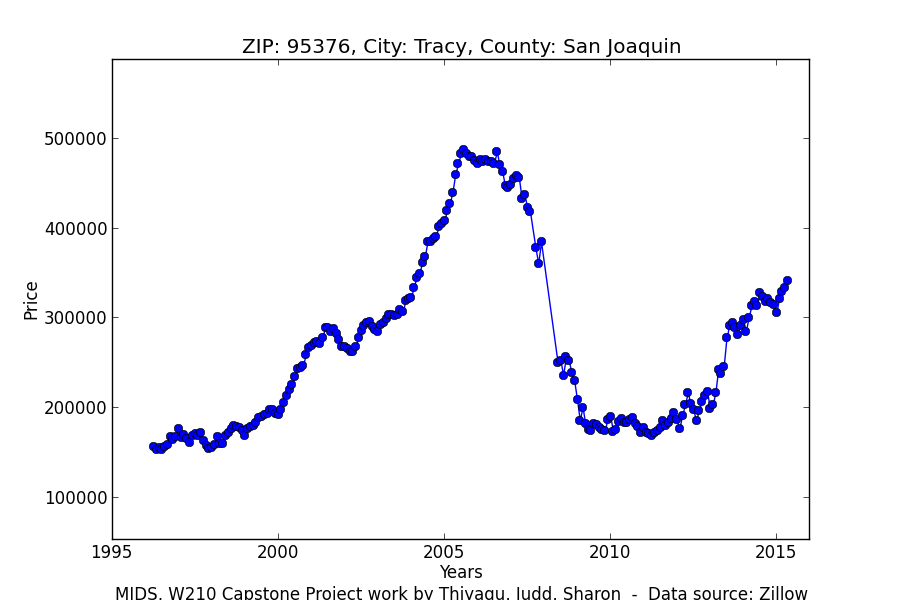 ZIP: 95376, City: Tracy, County: San Joaquin
500000
400000
300000
200000
100000
Price
1995 2000 2005 2010 2015
Years
MIDS, W210 Capstone Project work by Thiyagu, Judd, Sharon - Data source: Zillow